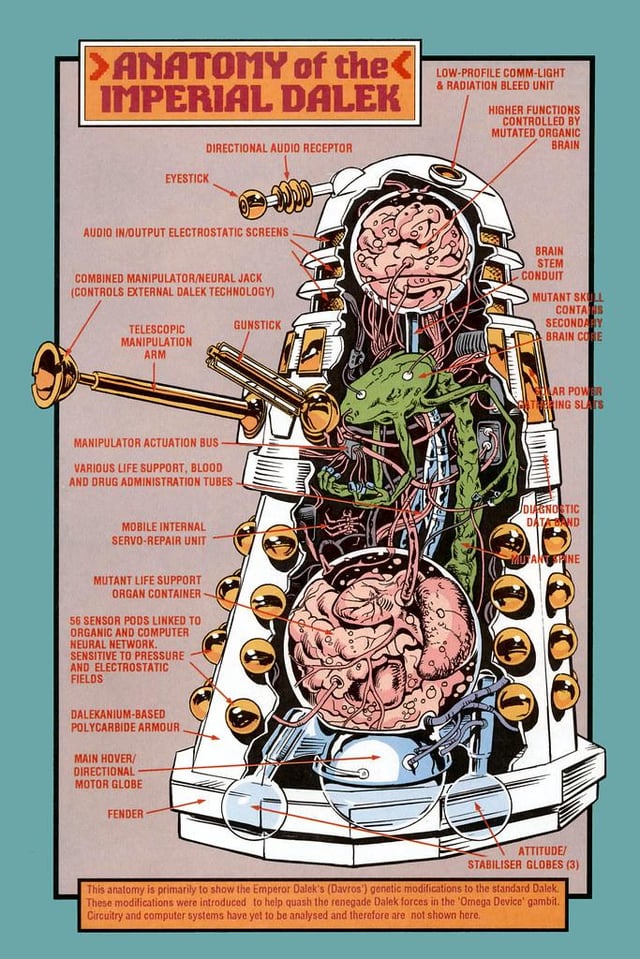 ANATOMY of the
IMPERIAL DALEK
LOW-PROFILE COMM-LIGHT
& RADIATION BLEED UNIT
HIGHER FUNCTIONS
CONTROLLED BY
MUTATED ORGANIC
BRAIN
DIRECTIONAL AUDIO RECEPTOR
EYESTICK
AUDIO IN/OUTPUT ELECTROSTATIC SCREENS
BRAIN
STEM
CONDUIT
COMBINED MANIPULATOR/NEURAL JACK
(CONTROLS EXTERNAL DALEK TECHNOLOGY)
MUTANT SKULL
CONTAINS
SECONDARY
BRAIN CORE
TELESCOPIC
MANIPULATION
ARM
GUNSTICK
SOLAR POWER
GATHERING SLATS
MANIPULATOR ACTUATION BUS
VARIOUS LIFE SUPPORT, BLOOD
AND DRUG ADMINISTRATION TUBES
DIAGNOSTIC
DATA BAND
MOBILE INTERNAL
SERVO-REPAIR UNIT
MUTANT SPINE
MUTANT LIFE SUPPORT
ORGAN CONTAINER
56 SENSOR PODS LINKED TO
ORGANIC AND COMPUTER
NEURAL NETWORK.
SENSITIVE TO PRESSURE
AND ELECTROSTATIC
FIELDS
DALEKANIUM-BASED
POLYCARBIDE ARMOUR
MAIN HOVER/
DIRECTIONAL
MOTOR GLOBE
FENDER
ATTITUDE/
STABILISER GLOBES (3)
This anatomy is primarily to show the Emperor Dalek's (Davros') genetic modifications to the standard Dalek.
These modifications were introduced to help quash the renegade Dalek forces in the 'Omega Device' gambit.
Circuitry and computer systems have yet to be analysed and therefore are not shown here.